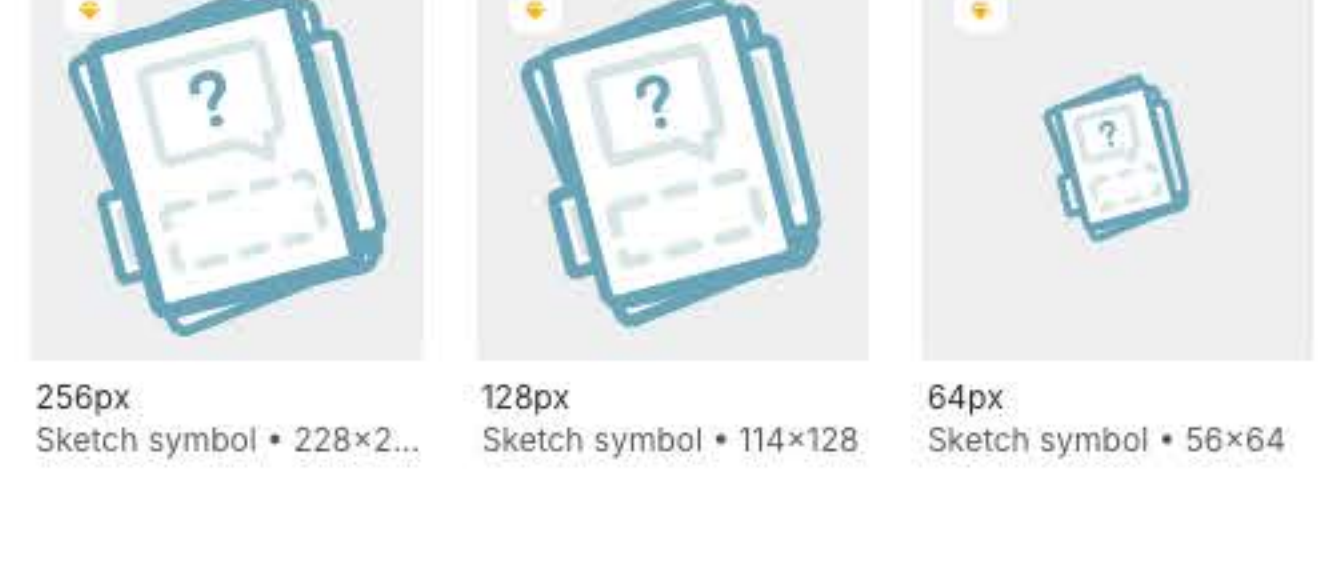 ?
?
?
256px
128px
64px
Sketch symbol • 228×2...
Sketch symbol • 114×128
Sketch symbol • 56×64